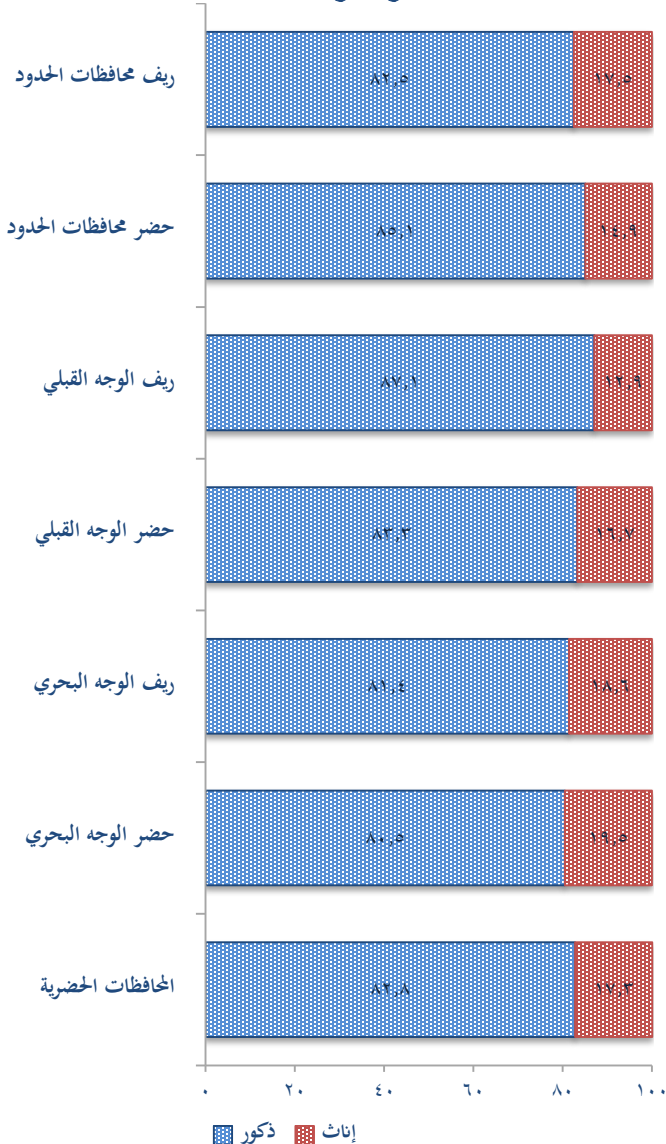 ريف محافظات الحدود
٨٢,٥ ١٧,٥
حضر محافظات الحدود
٨٥,١ ١٤,٩
ريف الوجه القبلي
٨٧,١ ١٢,٩
حضر الوجه القبلي
٨٣,٣ ١٦,٧
ريف الوجه البحري
٨١,٤ ١٨,٦
حضر الوجه البحري
٨٠,٥ ١٩,٥
المحافظات الحضرية
٨٢,٨ ١٧,٣
٠ ٢٠ ٤٠ ٦٠ ٨٠ ١٠٠
ذكور إناث